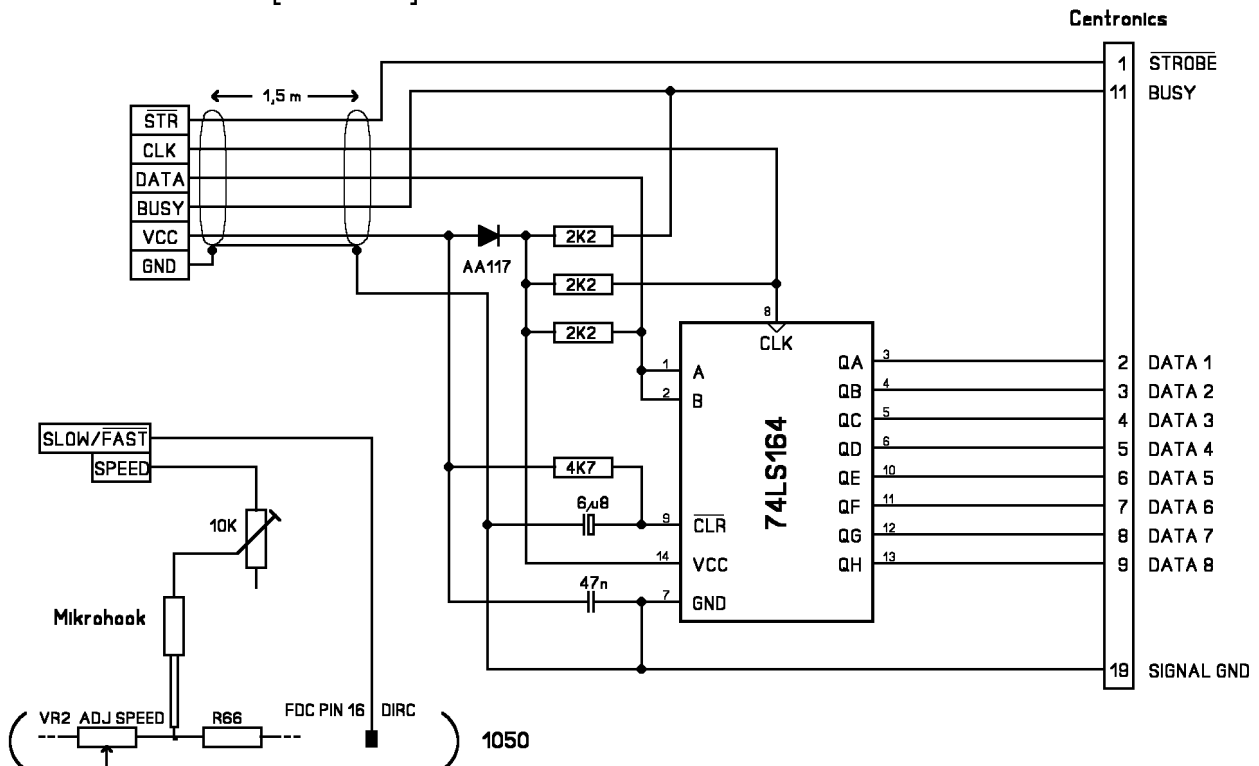 Centronics
1 STROBE
11 BUSY
1,5 m
STR
CLK
DATA
BUSY
VCC
GND
AA117
2K2
2K2
2K2
8
CLK
1 A
2 B
74LS164
QA 3
QB 4
QC 5
QD 6
QE 10
QF 11
QG 12
QH 13
2 DATA 1
3 DATA 2
4 DATA 3
5 DATA 4
6 DATA 5
7 DATA 6
8 DATA 7
9 DATA 8
4K7
6µ8
9 CLR
14 VCC
47n
7 GND
19 SIGNAL GND
SLOW/FAST
SPEED
10K
Mikrohook
VR2 ADJ SPEED
R66
FDC PIN 16 DIRC
1050